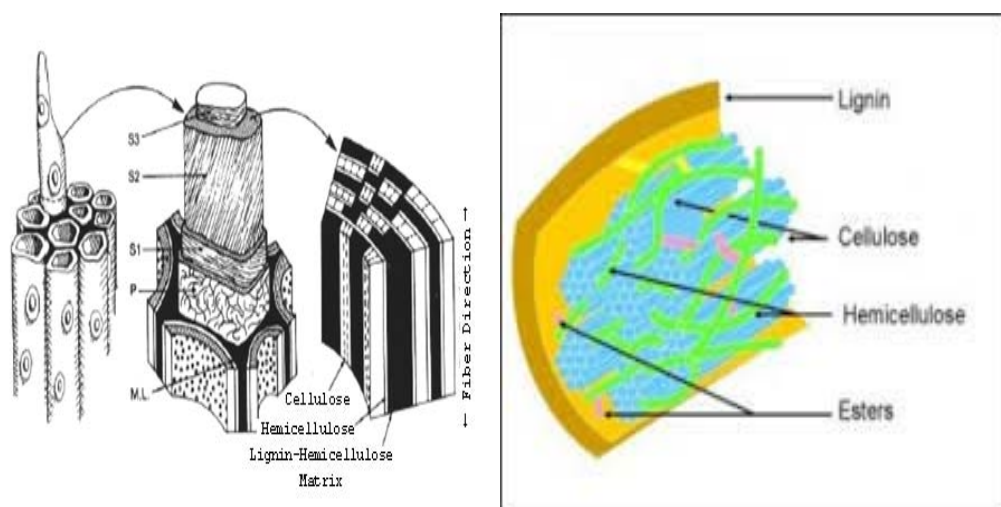 S3
S2
S1
P
M.L
Cellulose
Hemicellulose
Lignin-Hemicellulose
Matrix
← Fiber Direction →
Lignin
Cellulose
Hemicellulose
Esters